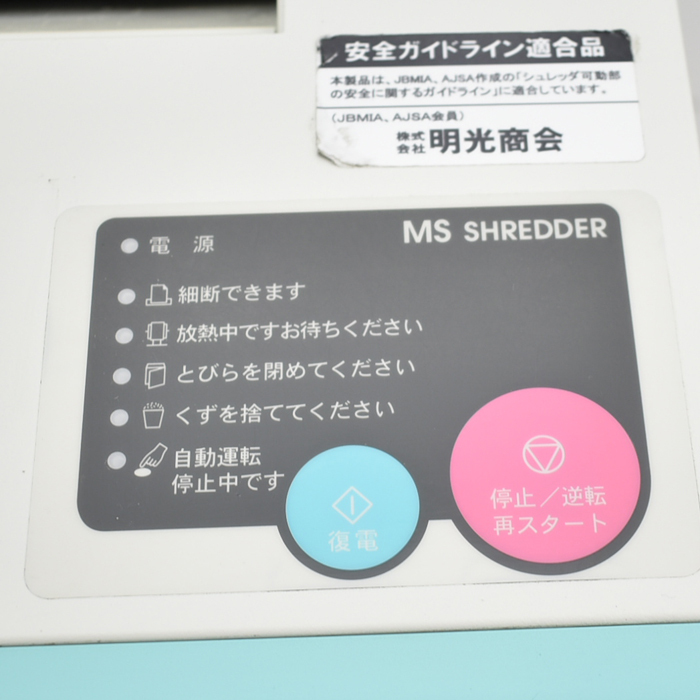 安全ガイドライン適合品
本製品は、JBMIA、AJSA作成の「シュレッダ可動部
の安全に関するガイドライン」に適合しています。
(JBMIA、AJSA会員)
株式会社 明光商会
MS SHREDDER
電 源
細断できます
放熱中ですお待ちください
とびらを閉めてください
くずを捨ててください
自動運転
停止中です
復電
停止/逆転
再スタート